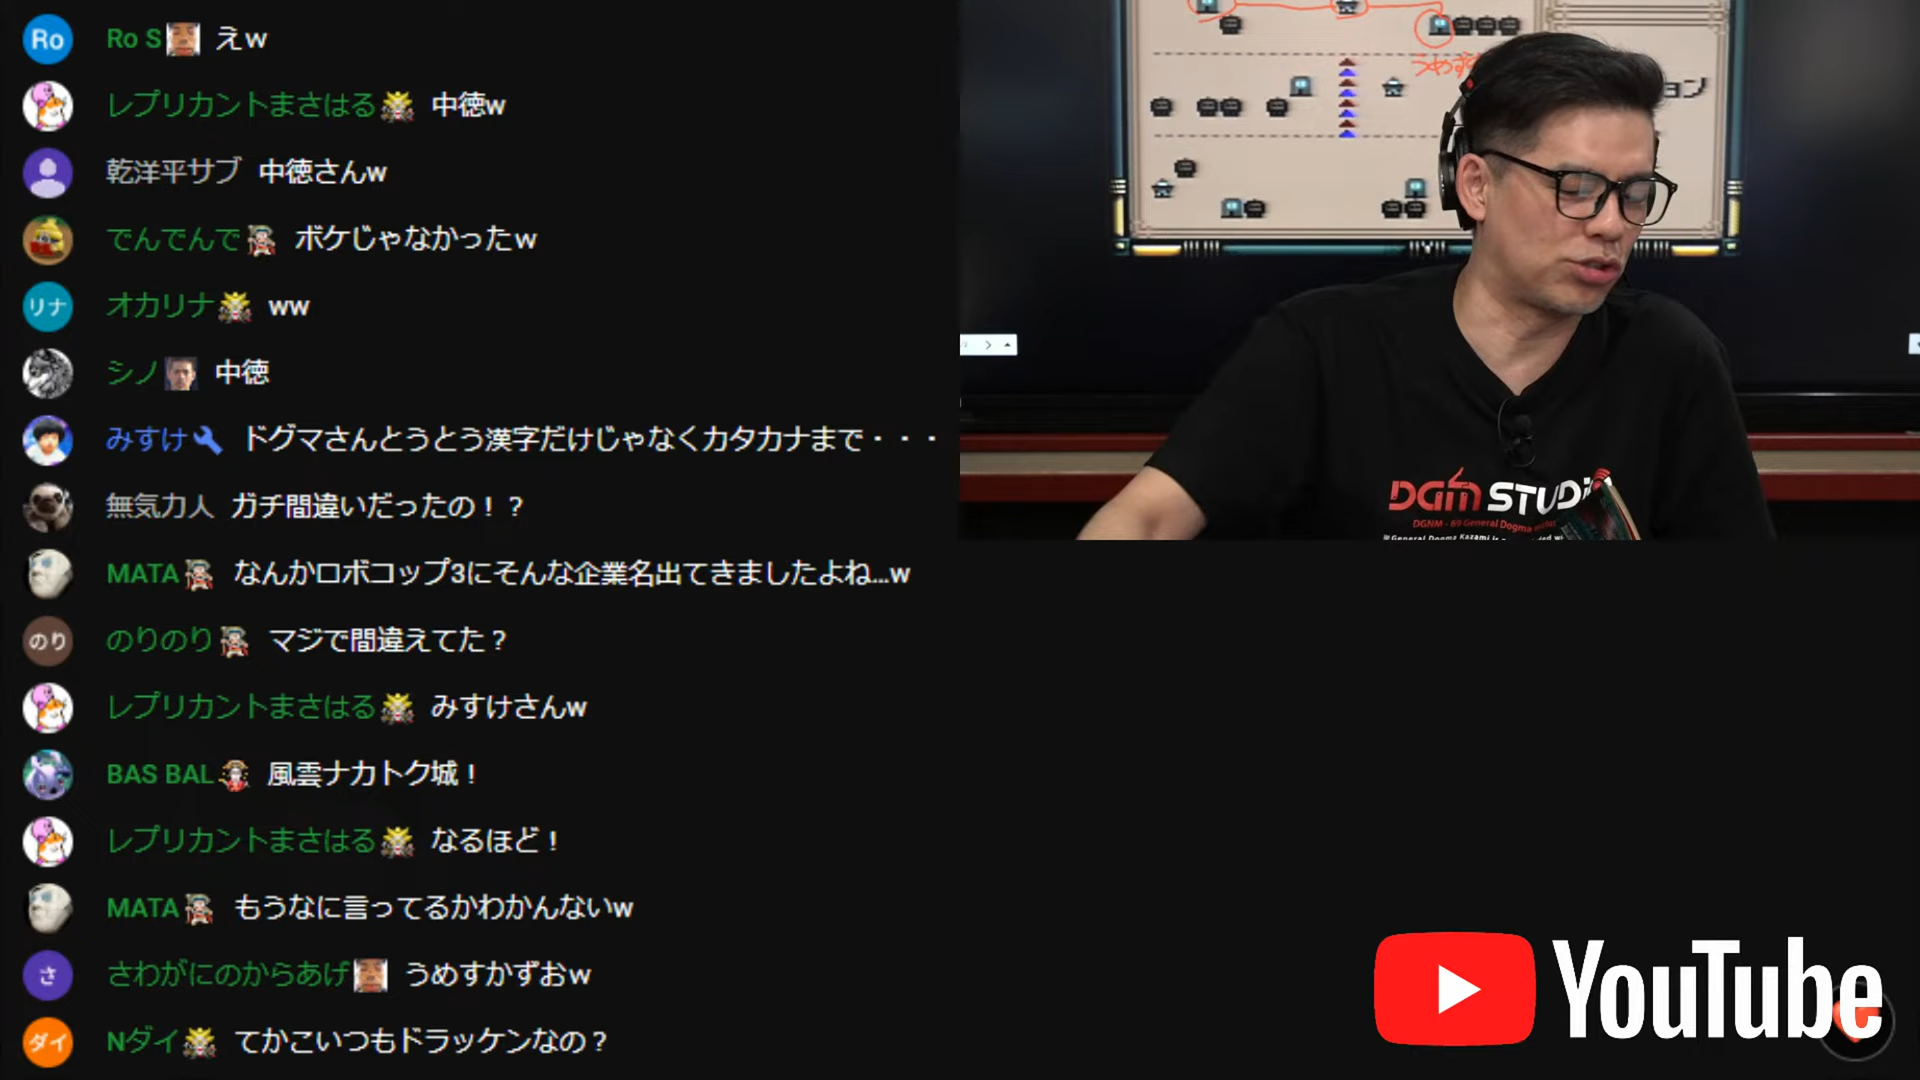 Ro
Ro S えw
レプリカントまさはる 中徳w
乾洋平サブ 中徳さんw
でんでんで ボケじゃなかったw
リナ
オカリナ ww
シノ 中徳
みすけ ドグマさんとうとう漢字だけじゃなくカタカナまで・・・
無気力人 ガチ間違いだったの！？
MATA なんかロボコップ3にそんな企業名出てきましたよね...w
のり
のりのり マジで間違えてた？
レプリカントまさはる みすけさんw
BAS BAL 風雲ナカトク城！
レプリカントまさはる なるほど！
MATA もうなに言ってるかわかんないw
さ
さわがにのからあげ うめすかずおw
ダイ
Nダイ てかこいつもドラッケンなの？
DGM STUDI
DGNM - 69 General Dogma
General Dogma Kazami is
YouTube